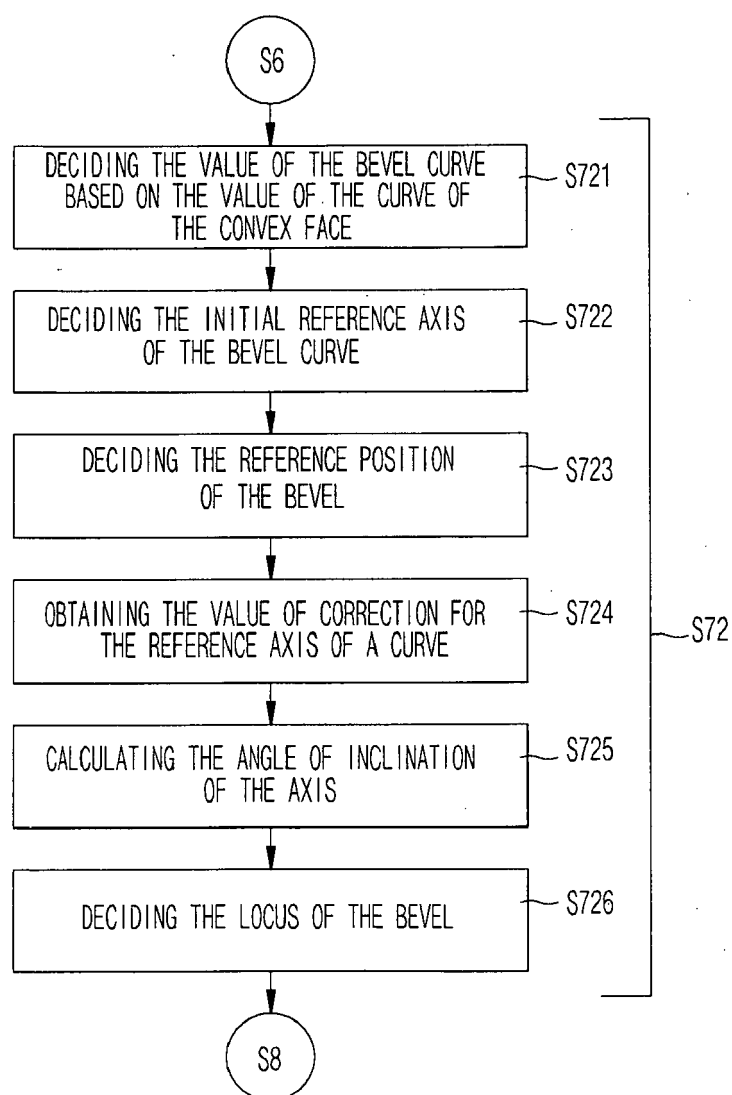 S6
DECIDING THE VALUE OF THE BEVEL CURVE
BASED ON THE VALUE OF THE CURVE OF
THE CONVEX FACE
S721
DECIDING THE INITIAL REFERENCE AXIS
OF THE BEVEL CURVE
S722
DECIDING THE REFERENCE POSITION
OF THE BEVEL
S723
OBTAINING THE VALUE OF CORRECTION FOR
THE REFERENCE AXIS OF A CURVE
S724
S72
CALCULATING THE ANGLE OF INCLINATION
OF THE AXIS
S725
DECIDING THE LOCUS OF THE BEVEL
S726
S8